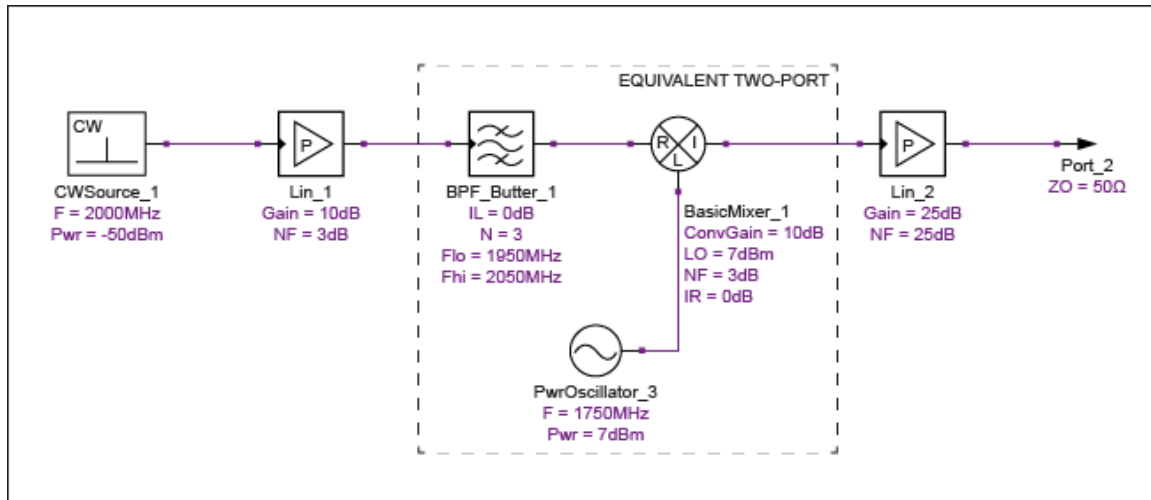 EQUIVALENT TWO-PORT
CW
CWSource_1
F = 2000MHz
Pwr = -50dBm
P
Lin_1
Gain = 10dB
NF = 3dB
BPF_Butter_1
IL = 0dB
N = 3
Flo = 1950MHz
Fhi = 2050MHz
R
I
L
BasicMixer_1
ConvGain = 10dB
LO = 7dBm
NF = 3dB
IR = 0dB
P
Lin_2
Gain = 25dB
NF = 25dB
Port_2
ZO = 50Ω
PwrOscillator_3
F = 1750MHz
Pwr = 7dBm